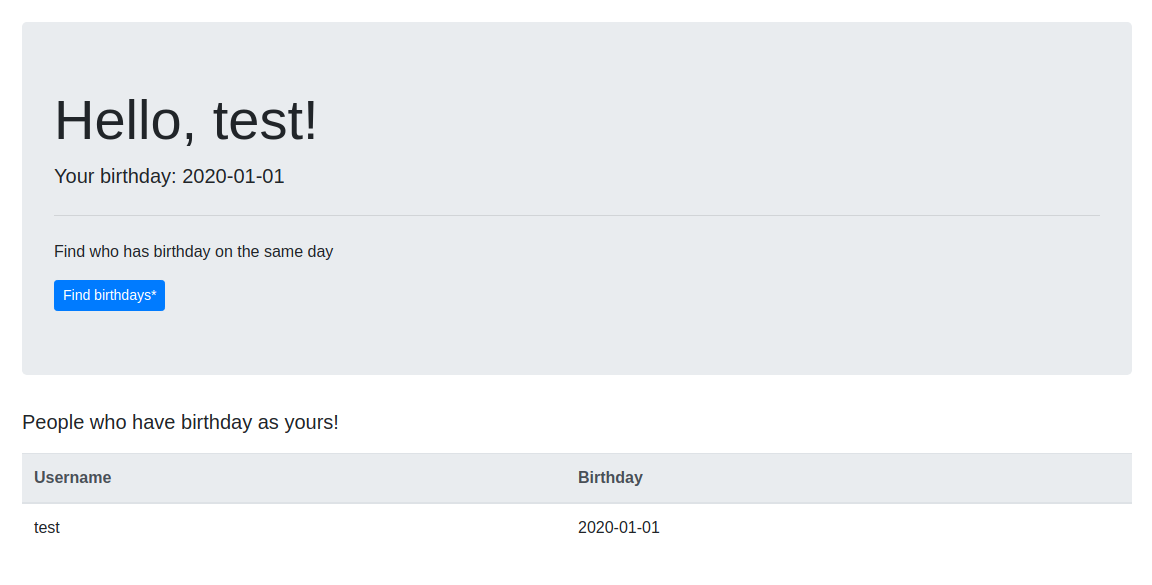 Hello, test!
Your birthday: 2020-01-01
Find who has birthday on the same day
Find birthdays*
People who have birthday as yours!
Username Birthday
test 2020-01-01